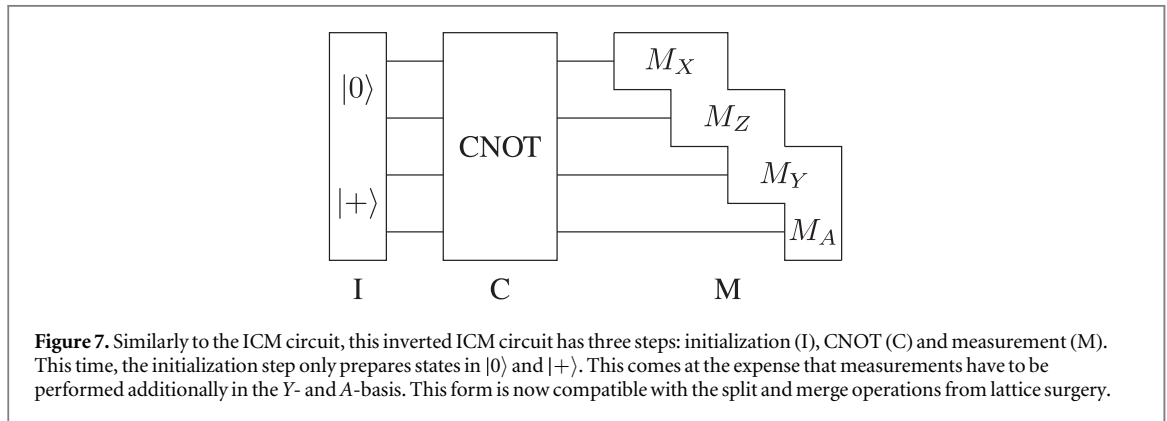 |0⟩
|+⟩
CNOT
M_X
M_Z
M_Y
M_A
I C M
Figure 7. Similarly to the ICM circuit, this inverted ICM circuit has three steps: initialization (I), CNOT (C) and measurement (M).
This time, the initialization step only prepares states in |0⟩ and |+⟩. This comes at the expense that measurements have to be
performed additionally in the Y- and A-basis. This form is now compatible with the split and merge operations from lattice surgery.